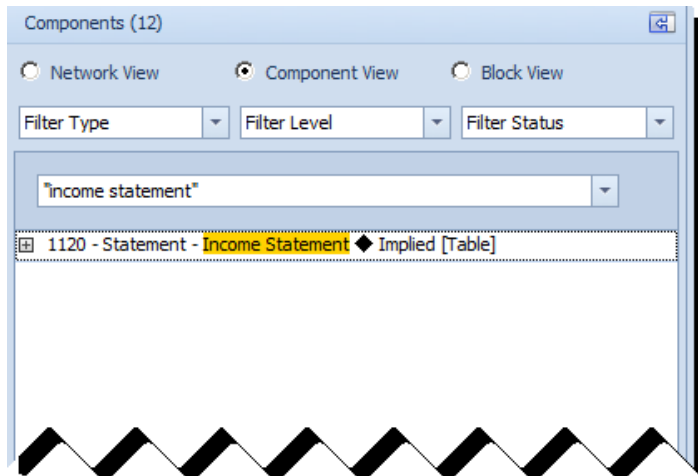 Components (12)
Network View Component View Block View
Filter Type Filter Level Filter Status
"income statement"
1120 - Statement - Income Statement ◆ Implied [Table]